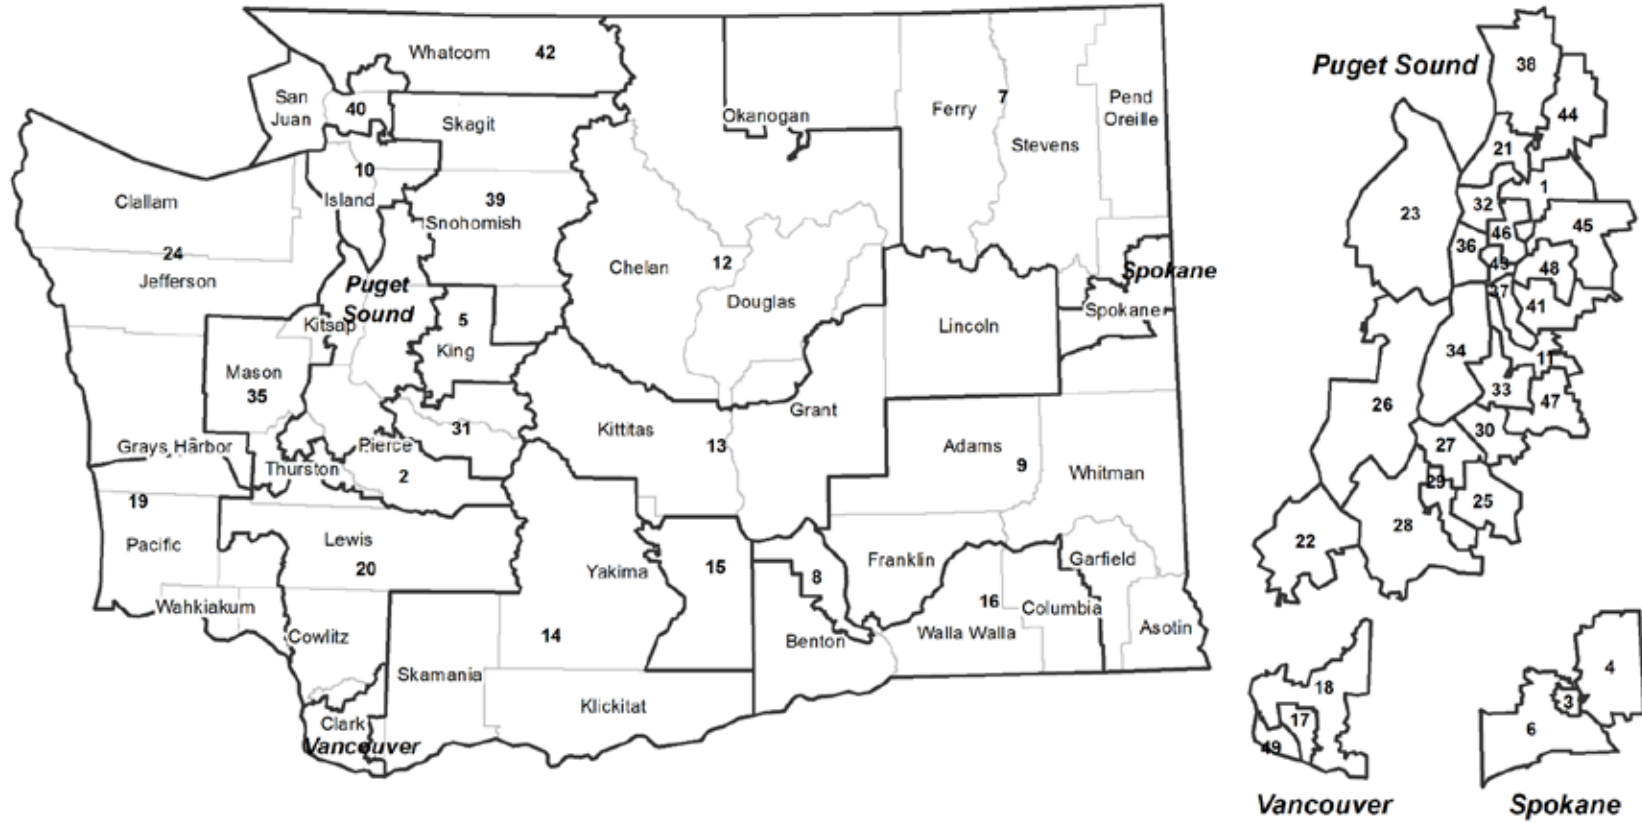 Whatcom 42
San
Juan
40
Skagit
Okanogan
Ferry
7
Stevens
Pend
Oreille
10
Island
39
Snohomish
Clallam
24
Jefferson
Puget
Sound
Kitsap
5
King
Chelan
12
Douglas
Spokane
Spokane
Lincoln
Mason
35
Grant
31
Pierce
2
Grays Harbor
Thurston
Kittitas
13
Adams
9
Whitman
19
Pacific
Lewis
20
Yakima
15
8
Franklin
Garfield
Wahkiakum
Cowlitz
14
16
Columbia
Walla Walla
Benton
Asotin
Skamania
Klickitat
Clark
Vancouver
Puget Sound
38
44
21
1
23
32
46
45
36
43
48
37
41
34
11
33
47
26
30
27
29
25
28
22
18
17
49
Vancouver
4
3
6
Spokane